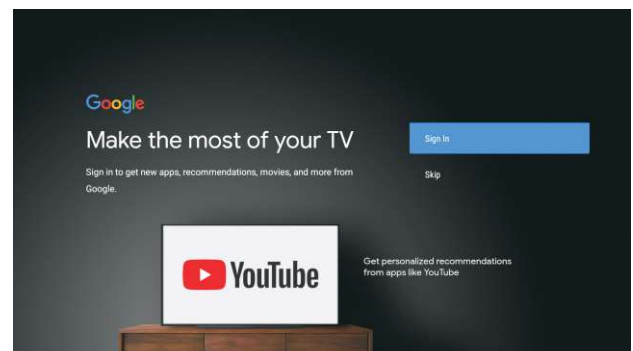 Google
Make the most of your TV
Sign in to get new apps, recommendations, movies, and more from
Google.
Sign In
Skip
YouTube
Get personalized recommendations
from apps like YouTube